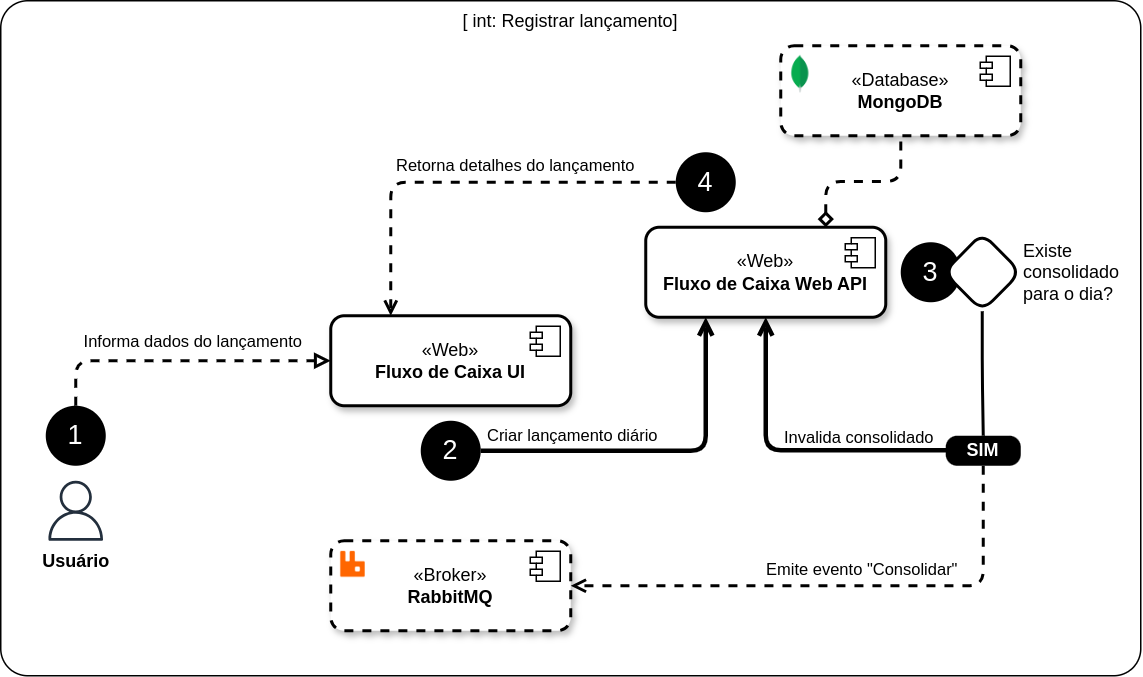 [ int: Registrar lançamento]
«Database»
MongoDB
Retorna detalhes do lançamento
4
«Web»
Fluxo de Caixa Web API
3
Existe
consolidado
para o dia?
Informa dados do lançamento
«Web»
Fluxo de Caixa UI
1
2
Criar lançamento diário
Invalida consolidado
SIM
Usuário
«Broker»
RabbitMQ
Emite evento "Consolidar"